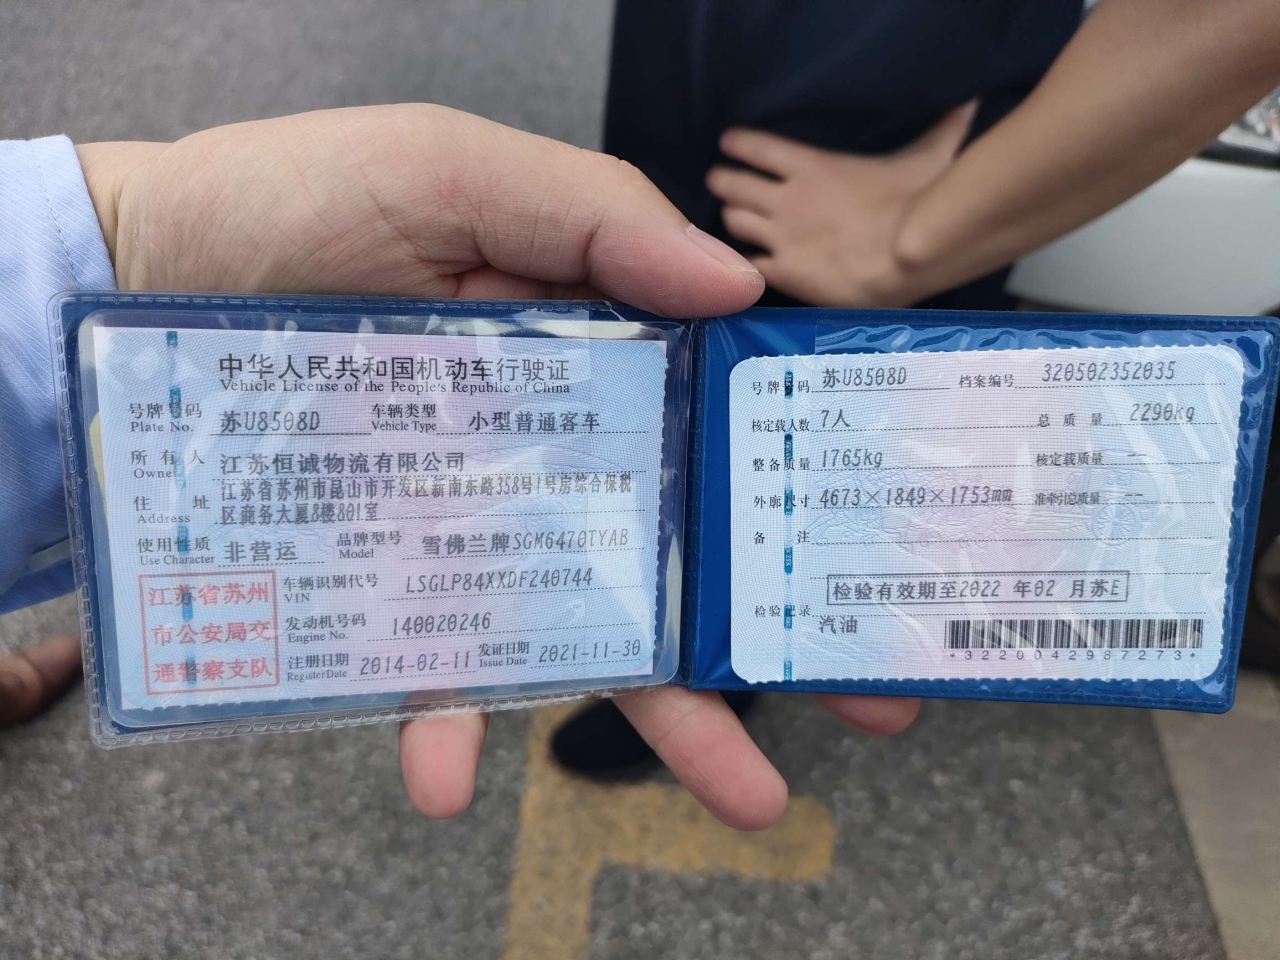 中华人民共和国机动车行驶证
Vehicle License of the People's Republic of China
号牌号码 苏U8508D 车辆类型 小型普通客车
Plate No. Vehicle Type
所有人 江苏恒诚物流有限公司
Owner
住址 江苏省苏州市昆山市开发区新南东路358号1号房综合保税
Address 区商务大厦8楼801室
使用性质 非营运 品牌型号 雪佛兰牌SGM6470TYAB
Use Character Model
江苏省苏州
市公安局交
通警察支队
车辆识别代号 LSGLP84XXDF240744
VIN
发动机号码 140020246
Engine No.
注册日期 2014-02-11 发证日期 2021-11-30
Register Date Issue Date
号牌号码 苏U8508D 档案编号 320502352035
核定载人数 7人 总质量 2290kg
整备质量 1765kg 核定载质量 --
外廓尺寸 4673×1849×1753mm 准牵引总质量 --
备注
检验有效期至2022年02月苏E
检验记录
汽油
*3220042987273*